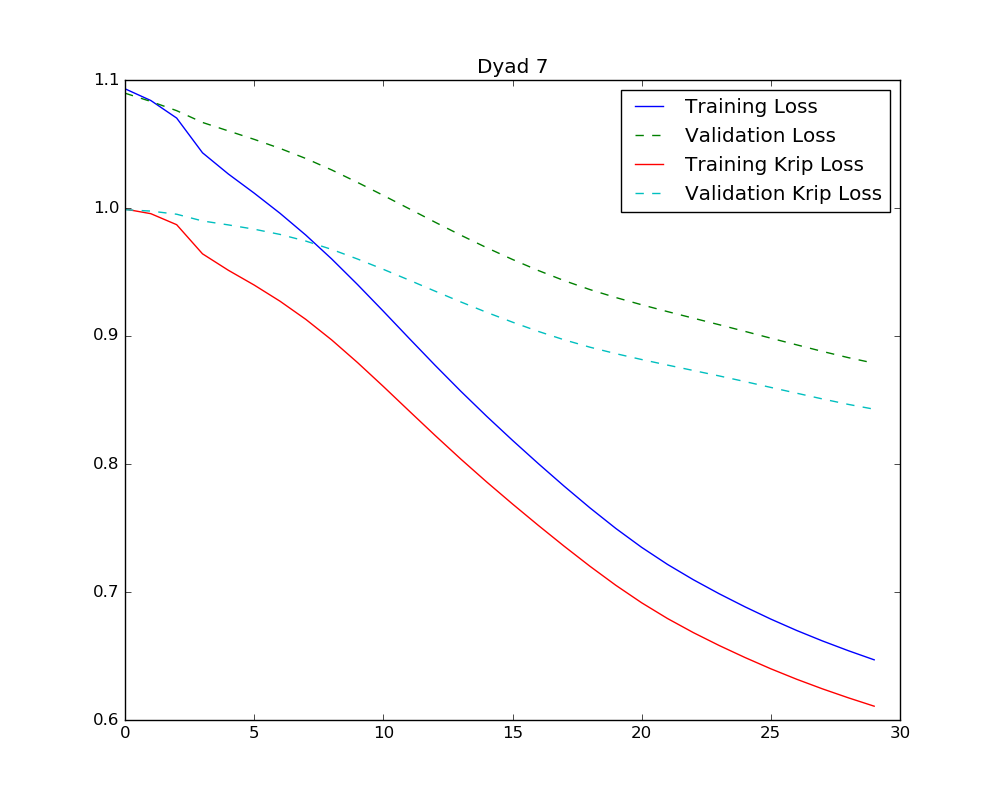 Dyad 7
1.1
1.0
0.9
0.8
0.7
0.6
0 5 10 15 20 25 30
Training Loss
Validation Loss
Training Krip Loss
Validation Krip Loss